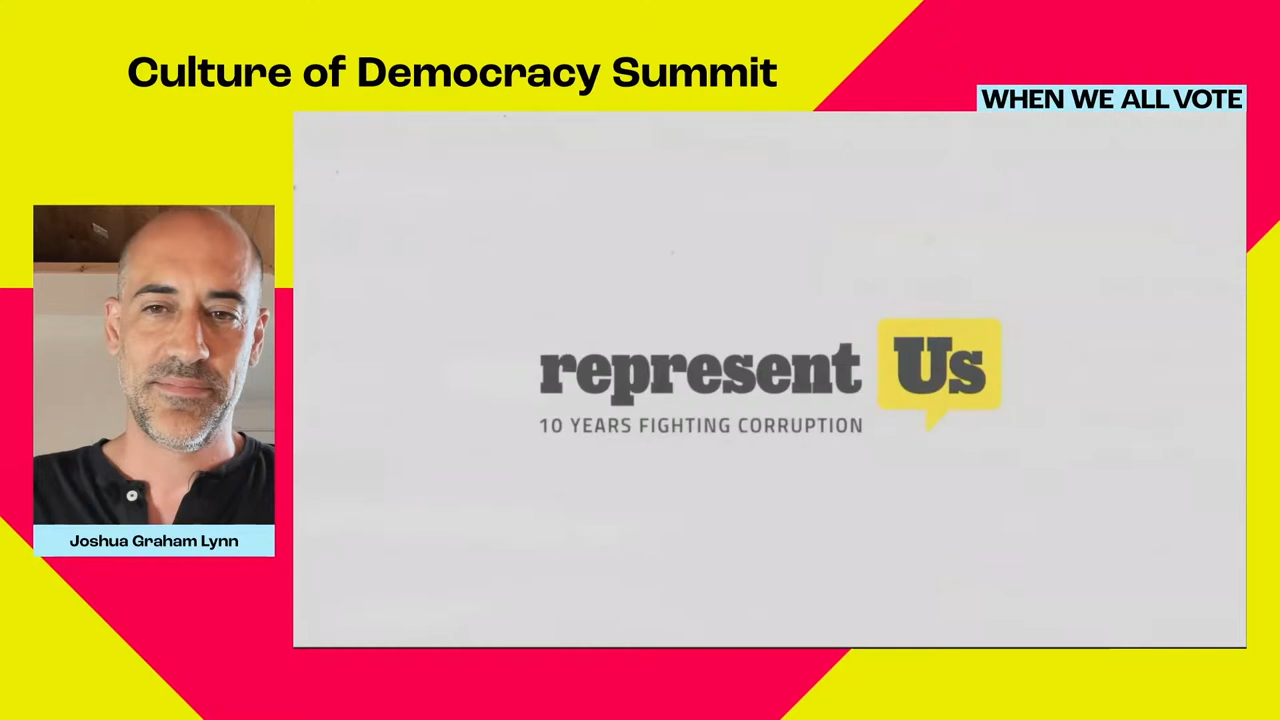 Culture of Democracy Summit
WHEN WE ALL VOTE
represent Us
10 YEARS FIGHTING CORRUPTION
Joshua Graham Lynn